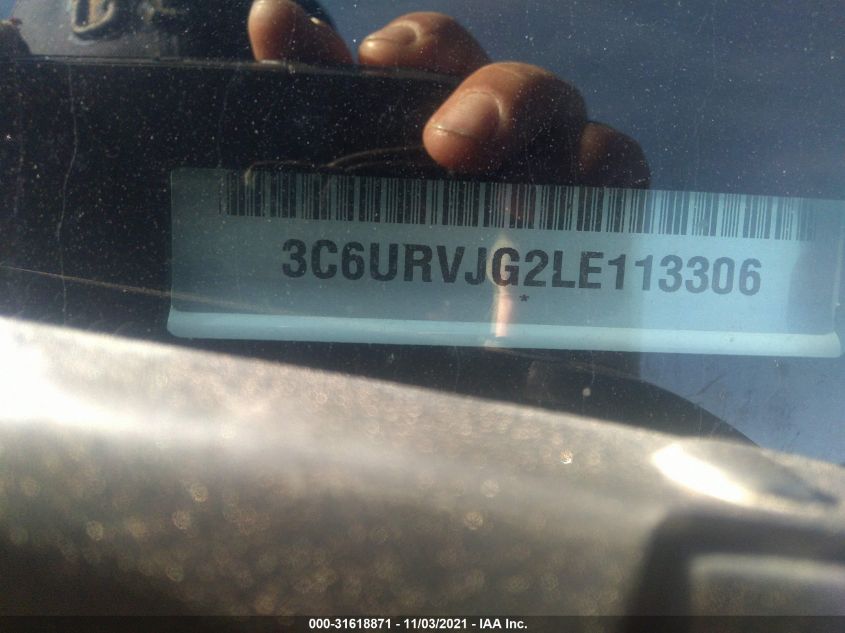 3C6URVJG2LE113306
*
000-31618871 - 11/03/2021 - IAA Inc.